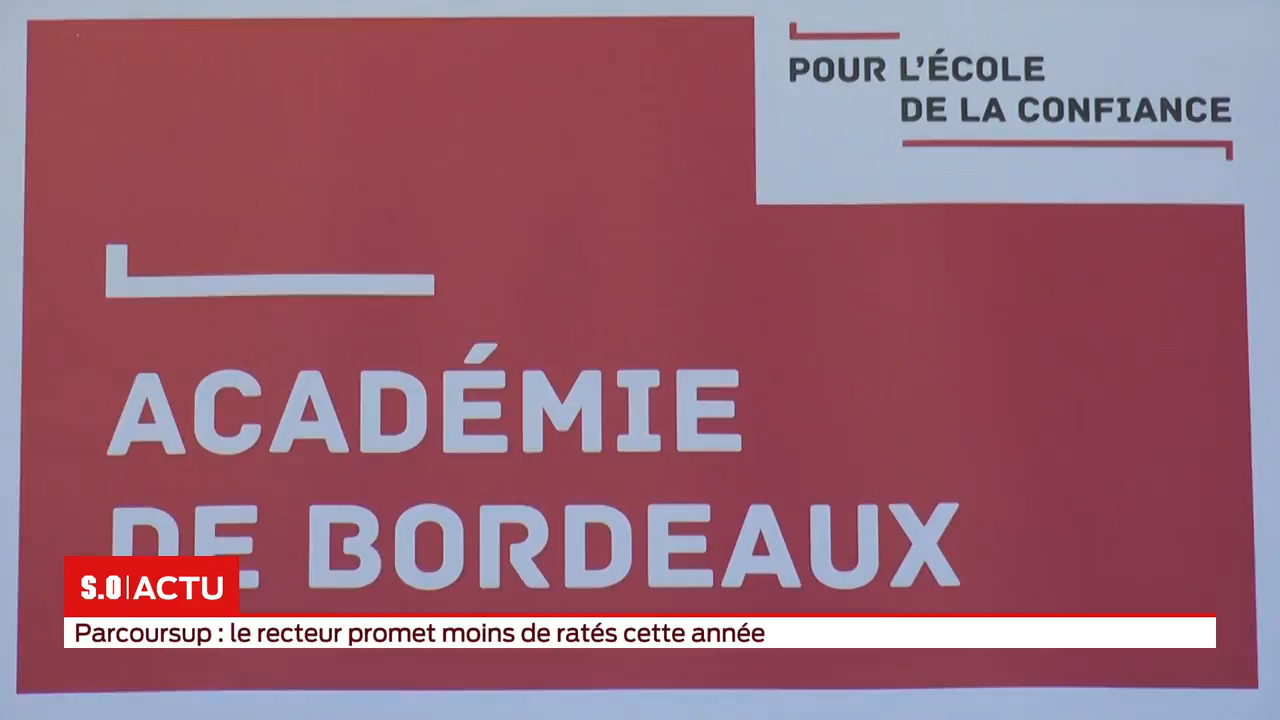 POUR L'ÉCOLE
DE LA CONFIANCE
ACADÉMIE
DE BORDEAUX
S.O ACTU
Parcoursup : le recteur promet moins de ratés cette année